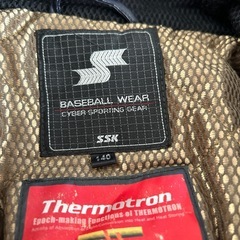 BASEBALL WEAR
CYBER SPORTING GEAR
SSK
140
Thermotron
Epoch-making Functions of THERMOTRON.